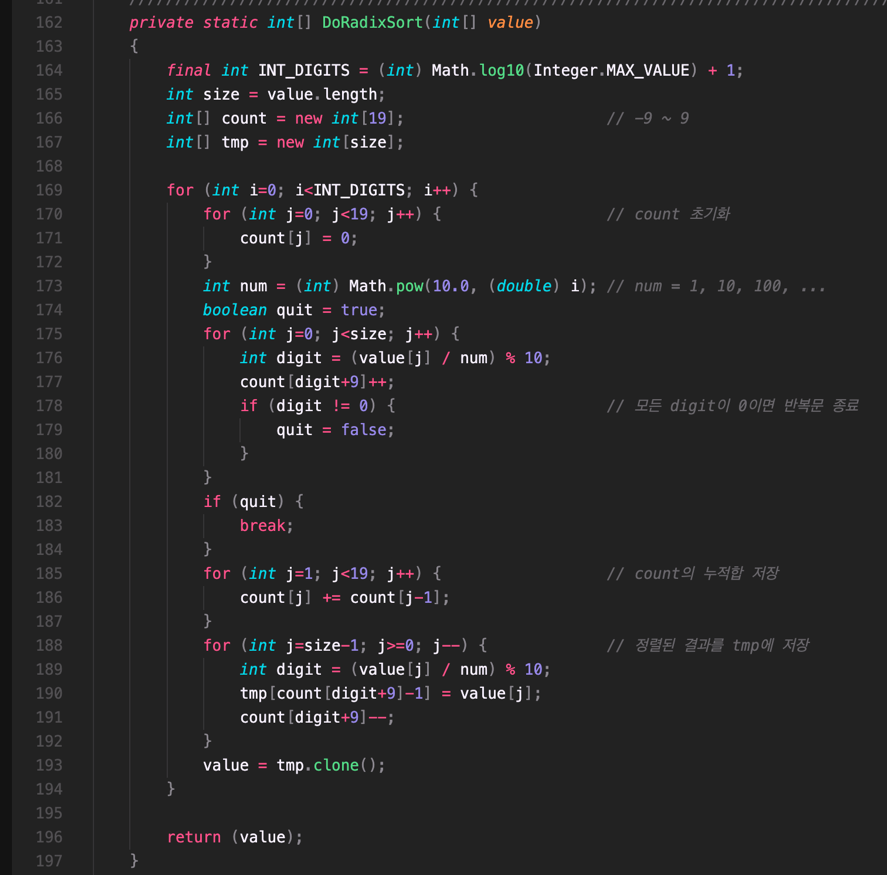 161 ////////////////////////////////////////////////////////////////////////////////////
162 private static int[] DoRadixSort(int[] value)
163 {
164 final int INT_DIGITS = (int) Math.log10(Integer.MAX_VALUE) + 1;
165 int size = value.length;
166 int[] count = new int[19]; // -9 ~ 9
167 int[] tmp = new int[size];
168
169 for (int i=0; i<INT_DIGITS; i++) {
170 for (int j=0; j<19; j++) { // count 초기화
171 count[j] = 0;
172 }
173 int num = (int) Math.pow(10.0, (double) i); // num = 1, 10, 100, ...
174 boolean quit = true;
175 for (int j=0; j<size; j++) {
176 int digit = (value[j] / num) % 10;
177 count[digit+9]++;
178 if (digit != 0) { // 모든 digit이 0이면 반복문 종료
179 quit = false;
180 }
181 }
182 if (quit) {
183 break;
184 }
185 for (int j=1; j<19; j++) { // count의 누적합 저장
186 count[j] += count[j-1];
187 }
188 for (int j=size-1; j>=0; j--) { // 정렬된 결과를 tmp에 저장
189 int digit = (value[j] / num) % 10;
190 tmp[count[digit+9]-1] = value[j];
191 count[digit+9]--;
192 }
193 value = tmp.clone();
194 }
195
196 return (value);
197 }